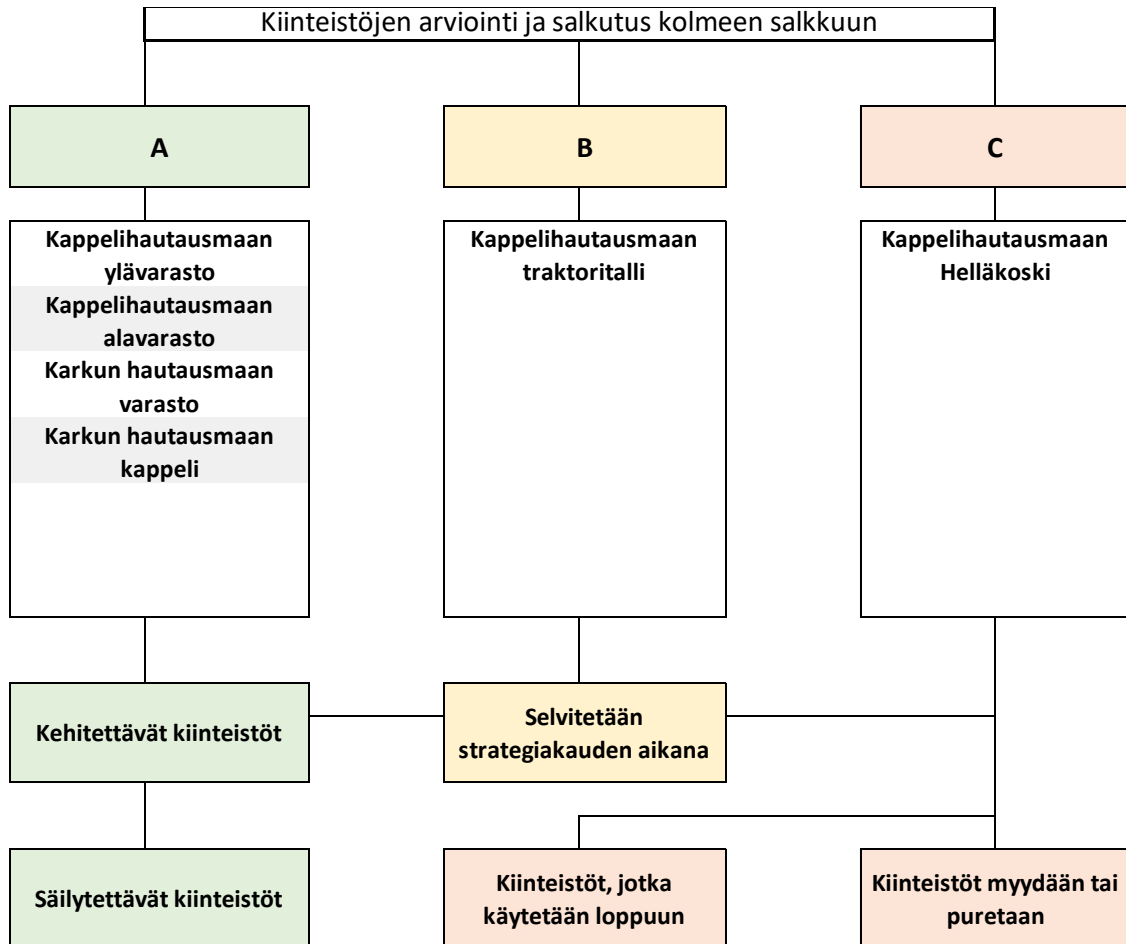 Kiinteistöjen arviointi ja salkutus kolmeen salkkuun
A
B
C
Kappelihautausmaan
ylävarasto
Kappelihautausmaan
alavarasto
Karkun hautausmaan
varasto
Karkun hautausmaan
kappeli
Kappelihautausmaan
traktoritalli
Kappelihautausmaan
Helläkoski
Kehitettävät kiinteistöt
Selvitetään
strategiakauden aikana
Säilytettävät kiinteistöt
Kiinteistöt, jotka
käytetään loppuun
Kiinteistöt myydään tai
puretaan